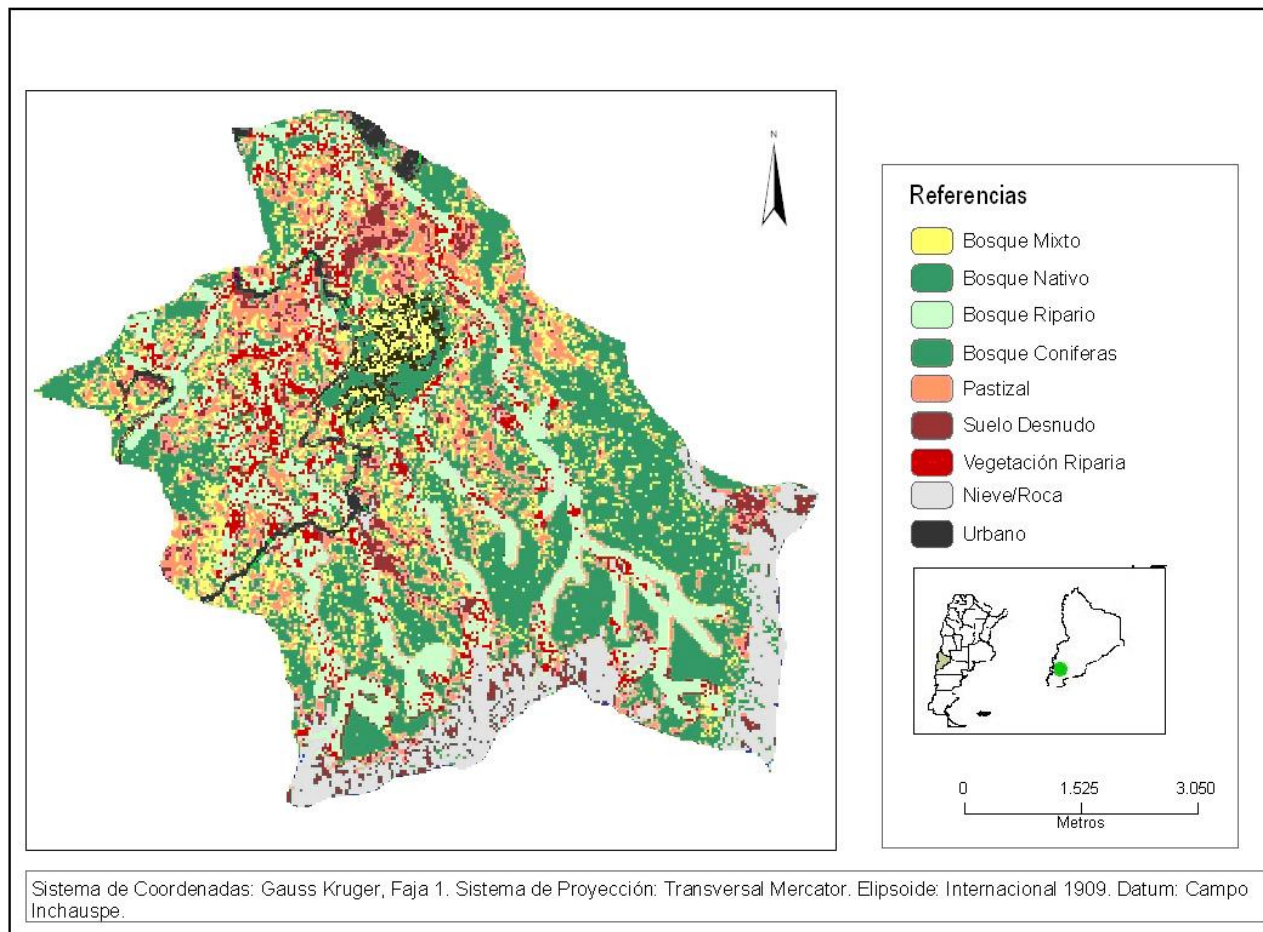 N
Referencias
Bosque Mixto
Bosque Nativo
Bosque Ripario
Bosque Coniferas
Pastizal
Suelo Desnudo
Vegetación Riparia
Nieve/Roca
Urbano
0 1.525 3.050
Metros
Sistema de Coordenadas: Gauss Kruger, Faja 1. Sistema de Proyección: Transversal Mercator. Elipsoide: Internacional 1909. Datum: Campo
Inchauspe.